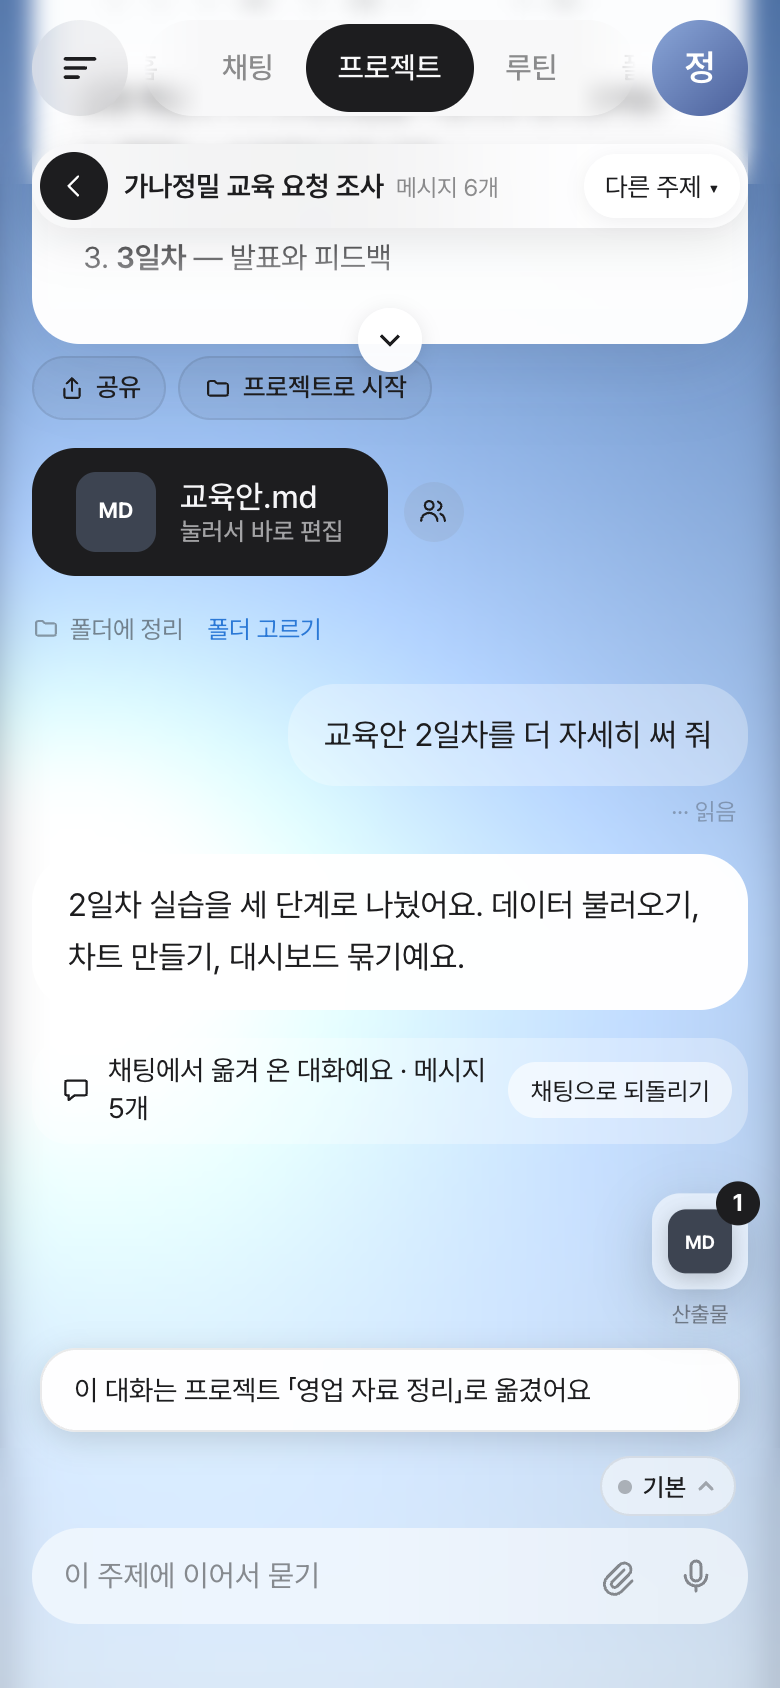 채팅
프로젝트
루틴
정
가나정밀 교육 요청 조사 메시지 6개
다른 주제 ▾
3. 3일차 — 발표와 피드백
공유
프로젝트로 시작
MD
교육안.md
눌러서 바로 편집
폴더에 정리 폴더 고르기
교육안 2일차를 더 자세히 써 줘
··· 읽음
2일차 실습을 세 단계로 나눴어요. 데이터 불러오기,
차트 만들기, 대시보드 묶기예요.
채팅에서 옮겨 온 대화예요 · 메시지
5개
채팅으로 되돌리기
1
MD
산출물
이 대화는 프로젝트 「영업 자료 정리」로 옮겼어요
기본
이 주제에 이어서 묻기